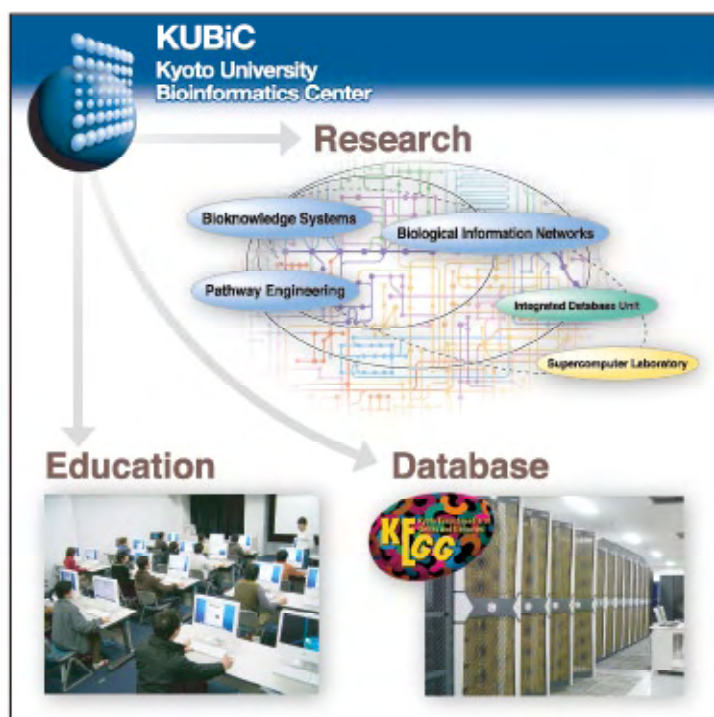 KUBiC
Kyoto University
Bioinformatics Center
Research
Bioknowledge Systems
Biological Information Networks
Pathway Engineering
Integrated Database Unit
Supercomputer Laboratory
Education
Database
KEGG